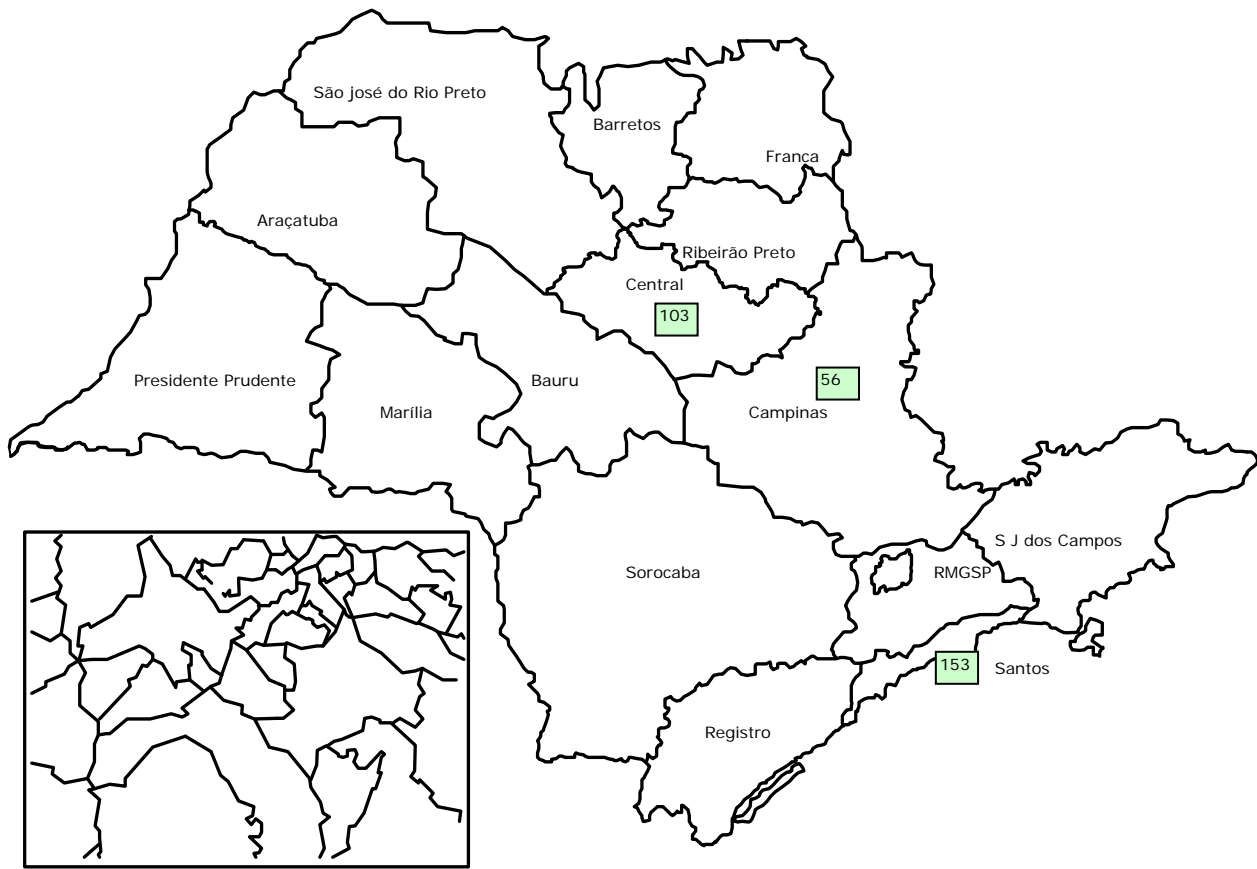 São josé do Rio Preto
Barretos
Franca
Araçatuba
Ribeirão Preto
Central
103
Presidente Prudente
Marília
Bauru
56
Campinas
S J dos Campos
Sorocaba
RMGSP
153
Santos
Registro